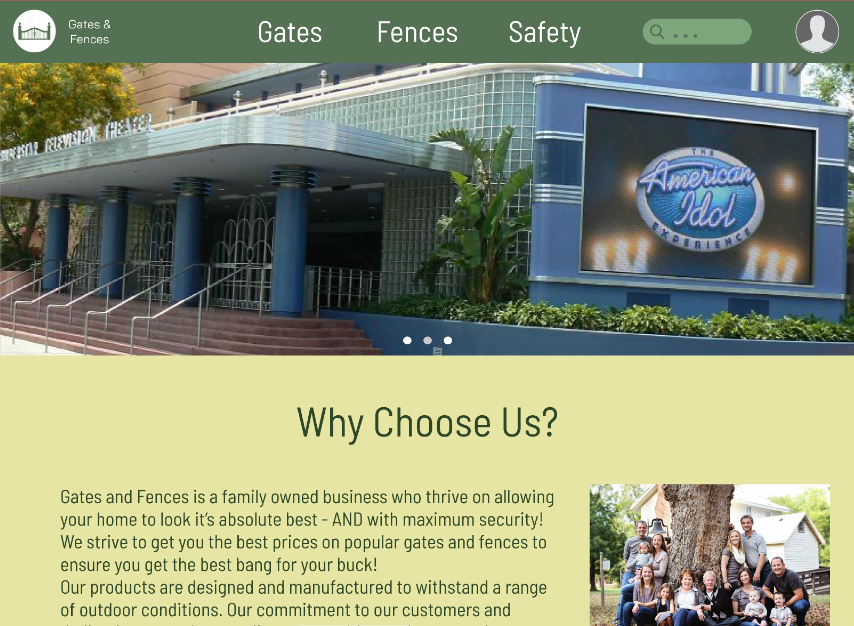 Gates &
Fences
Gates
Fences
Safety
...
TELEVISION THEATER
THE
American
Idol
EXPERIENCE
Why Choose Us?
Gates and Fences is a family owned business who thrive on allowing
your home to look it's absolute best - AND with maximum security!
We strive to get you the best prices on popular gates and fences to
ensure you get the best bang for your buck!
Our products are designed and manufactured to withstand a range
of outdoor conditions. Our commitment to our customers and